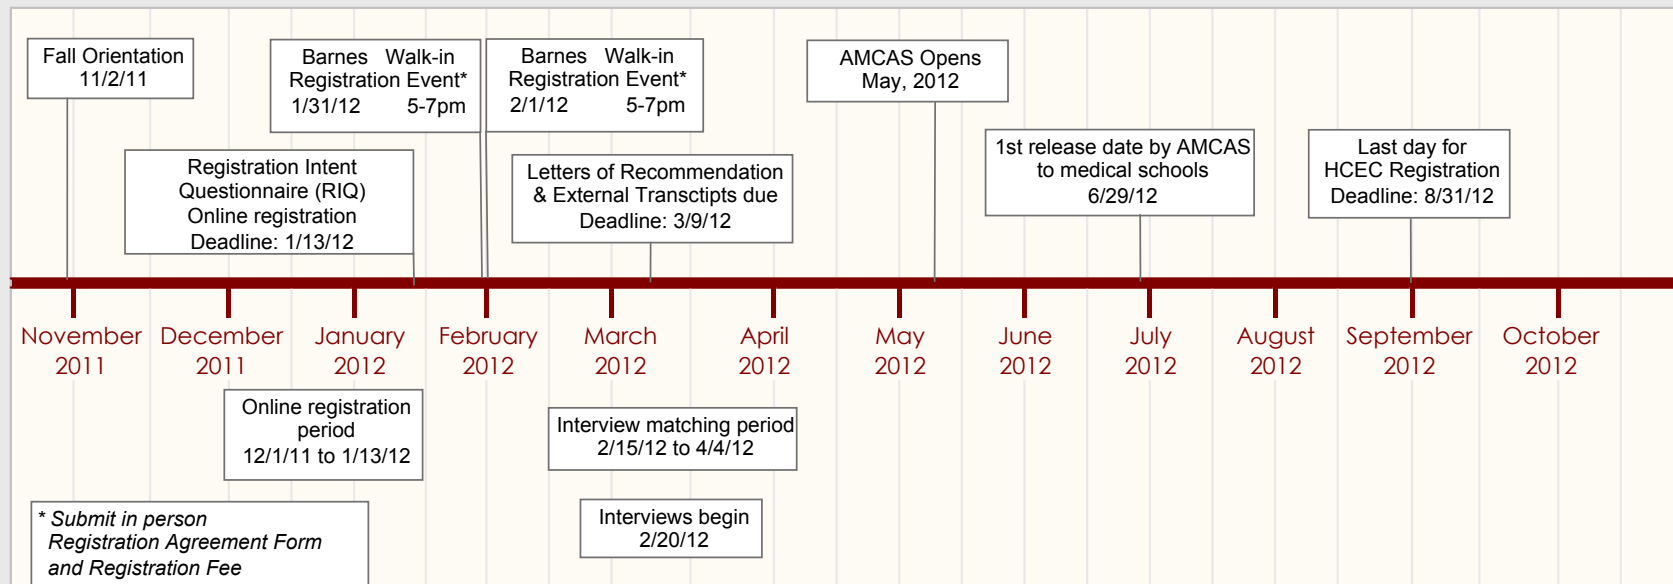 Fall Orientation
11/2/11
Barnes Walk-in
Registration Event*
1/31/12 5-7pm
Barnes Walk-in
Registration Event*
2/1/12 5-7pm
AMCAS Opens
May, 2012
Registration Intent
Questionnaire (RIQ)
Online registration
Deadline: 1/13/12
Letters of Recommendation
& External Transctipts due
Deadline: 3/9/12
1st release date by AMCAS
to medical schools
6/29/12
Last day for
HCEC Registration
Deadline: 8/31/12
November
2011
December
2011
January
2012
February
2012
March
2012
April
2012
May
2012
June
2012
July
2012
August
2012
September
2012
October
2012
Online registration
period
12/1/11 to 1/13/12
Interview matching period
2/15/12 to 4/4/12
Interviews begin
2/20/12
* Submit in person
Registration Agreement Form
and Registration Fee